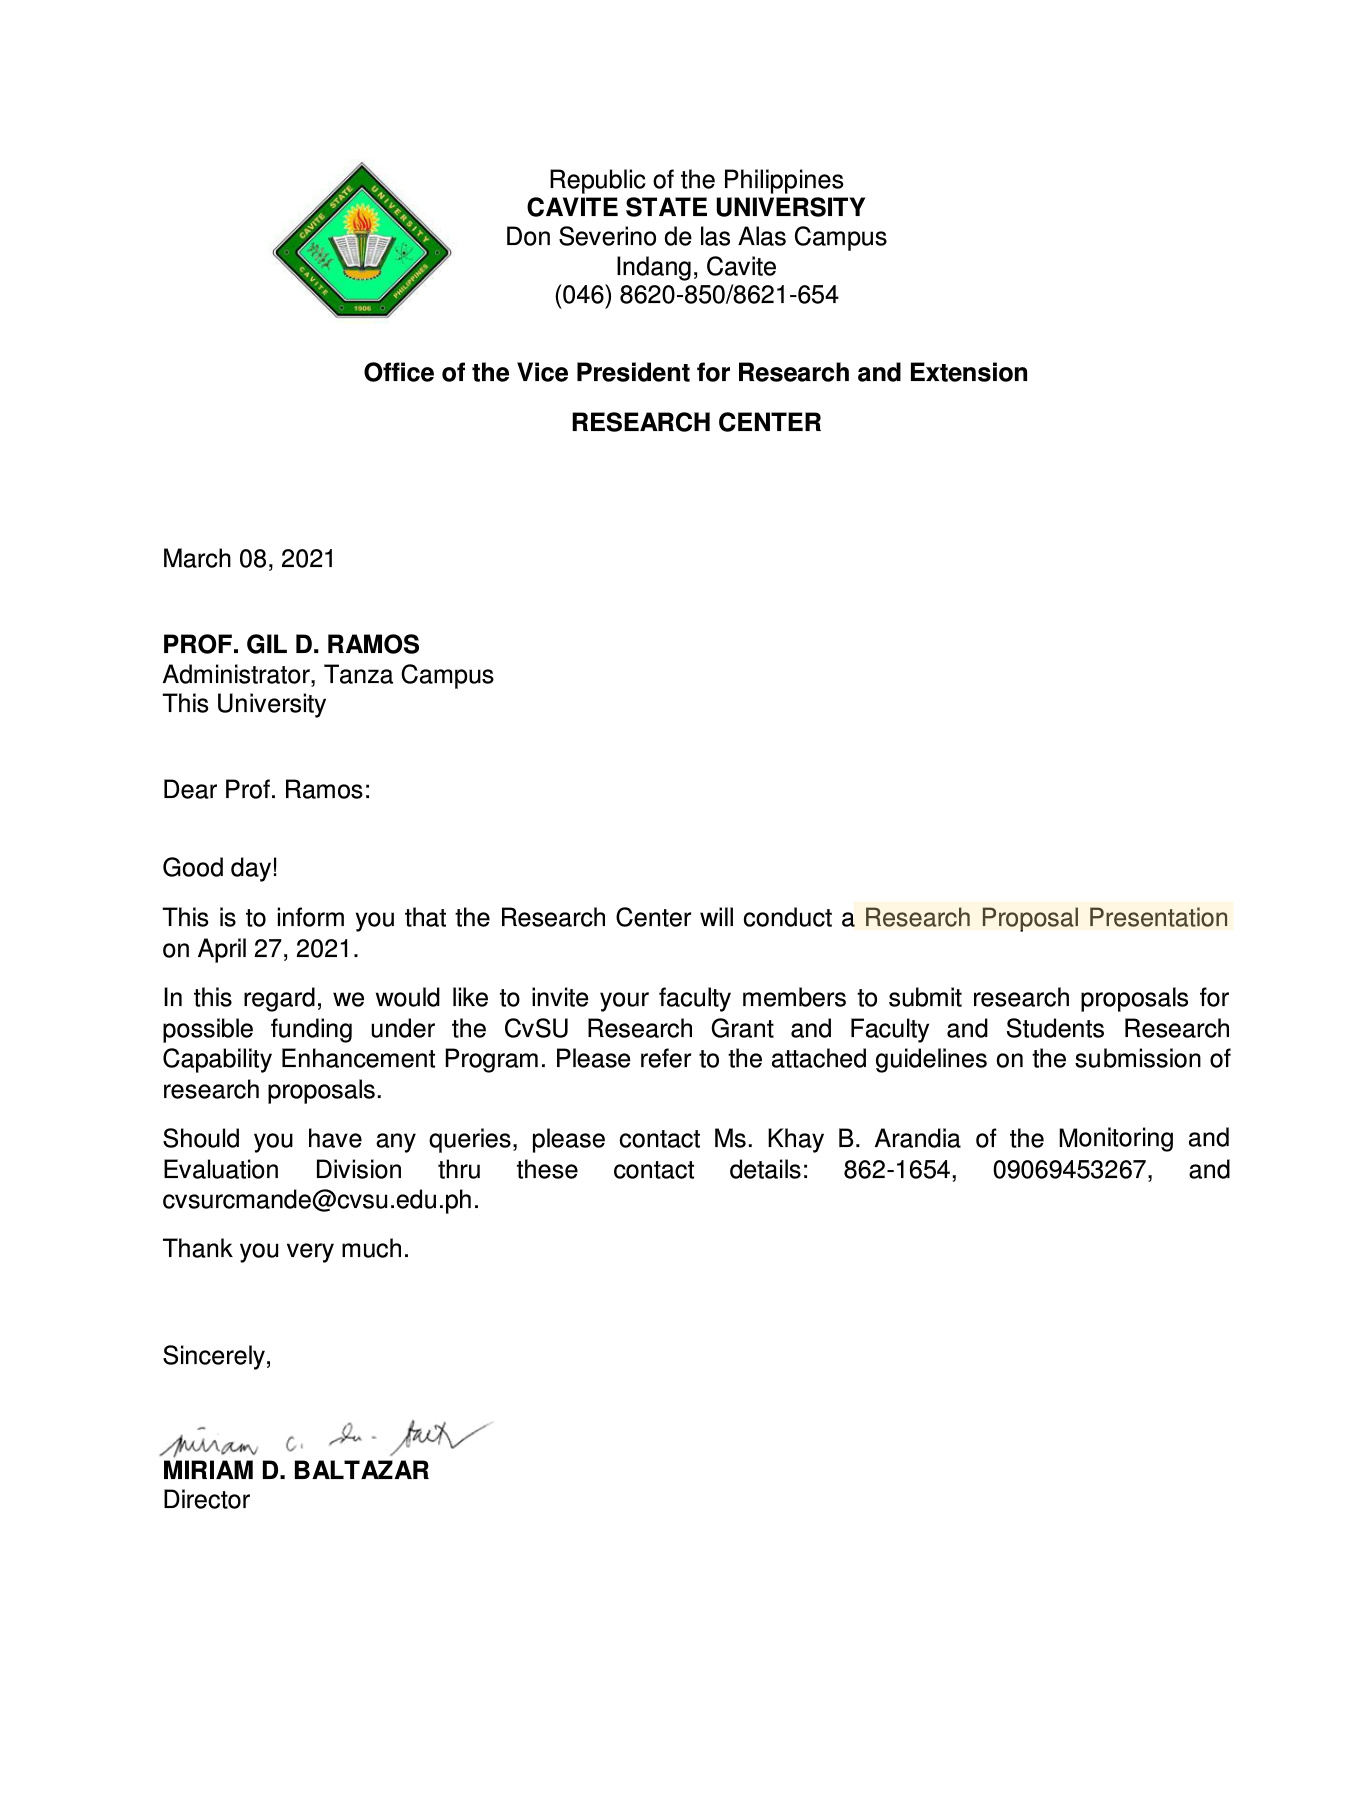 CAVITE STATE UNIVERSITY
CAVITE PHILIPPINES
1906
Republic of the Philippines
CAVITE STATE UNIVERSITY
Don Severino de las Alas Campus
Indang, Cavite
(046) 8620-850/8621-654
Office of the Vice President for Research and Extension
RESEARCH CENTER
March 08, 2021
PROF. GIL D. RAMOS
Administrator, Tanza Campus
This University
Dear Prof. Ramos:
Good day!
This is to inform you that the Research Center will conduct a Research Proposal Presentation
on April 27, 2021.
In this regard, we would like to invite your faculty members to submit research proposals for
possible funding under the CvSU Research Grant and Faculty and Students Research
Capability Enhancement Program. Please refer to the attached guidelines on the submission of
research proposals.
Should you have any queries, please contact Ms. Khay B. Arandia of the Monitoring and
Evaluation Division thru these contact details: 862-1654, 09069453267, and
cvsurcmande@cvsu.edu.ph.
Thank you very much.
Sincerely,
MIRIAM D. BALTAZAR
Director